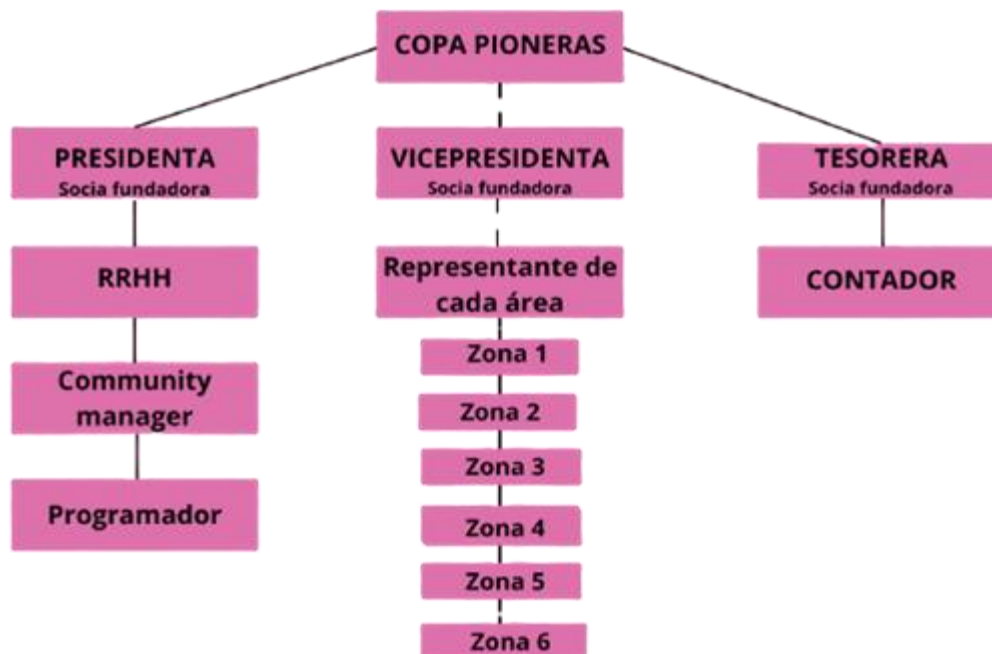 COPA PIONERAS
PRESIDENTA
Socia fundadora
RRHH
Community
manager
Programador
VICEPRESIDENTA
Socia fundadora
Representante de
cada área
Zona 1
Zona 2
Zona 3
Zona 4
Zona 5
Zona 6
TESORERA
Socia fundadora
CONTADOR